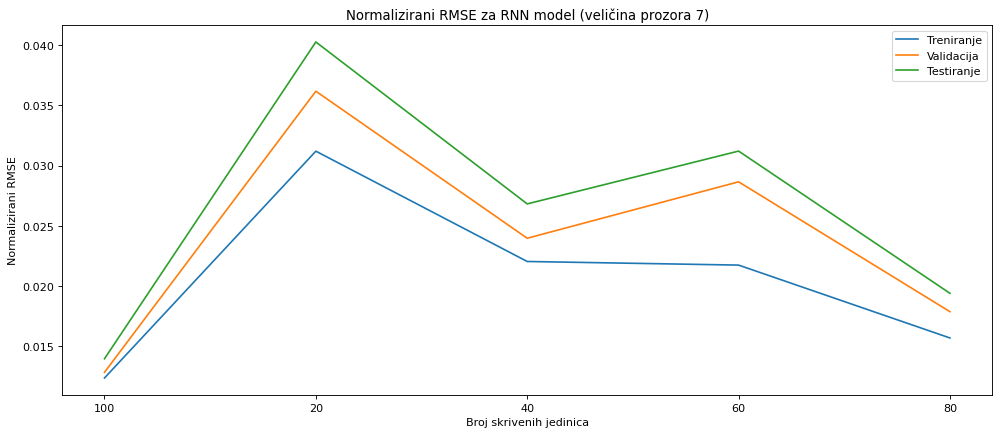 Normalizirani RMSE za RNN model (veličina prozora 7)
Treniranje
Validacija
Testiranje
Normalizirani RMSE
0.040
0.035
0.030
0.025
0.020
0.015
100 20 40 60 80
Broj skrivenih jedinica